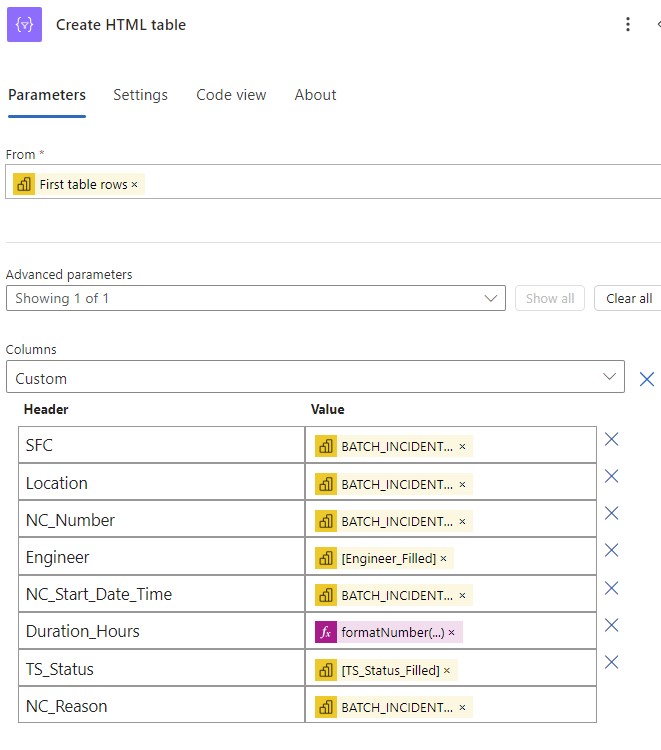 Create HTML table
Parameters Settings Code view About
From *
First table rows ×
Advanced parameters
Showing 1 of 1 Show all Clear all
Columns
Custom
Header Value
SFC BATCH_INCIDENT... ×
Location BATCH_INCIDENT... ×
NC_Number BATCH_INCIDENT... ×
Engineer [Engineer_Filled] ×
NC_Start_Date_Time BATCH_INCIDENT... ×
Duration_Hours fx formatNumber(...) ×
TS_Status [TS_Status_Filled] ×
NC_Reason BATCH_INCIDENT... ×